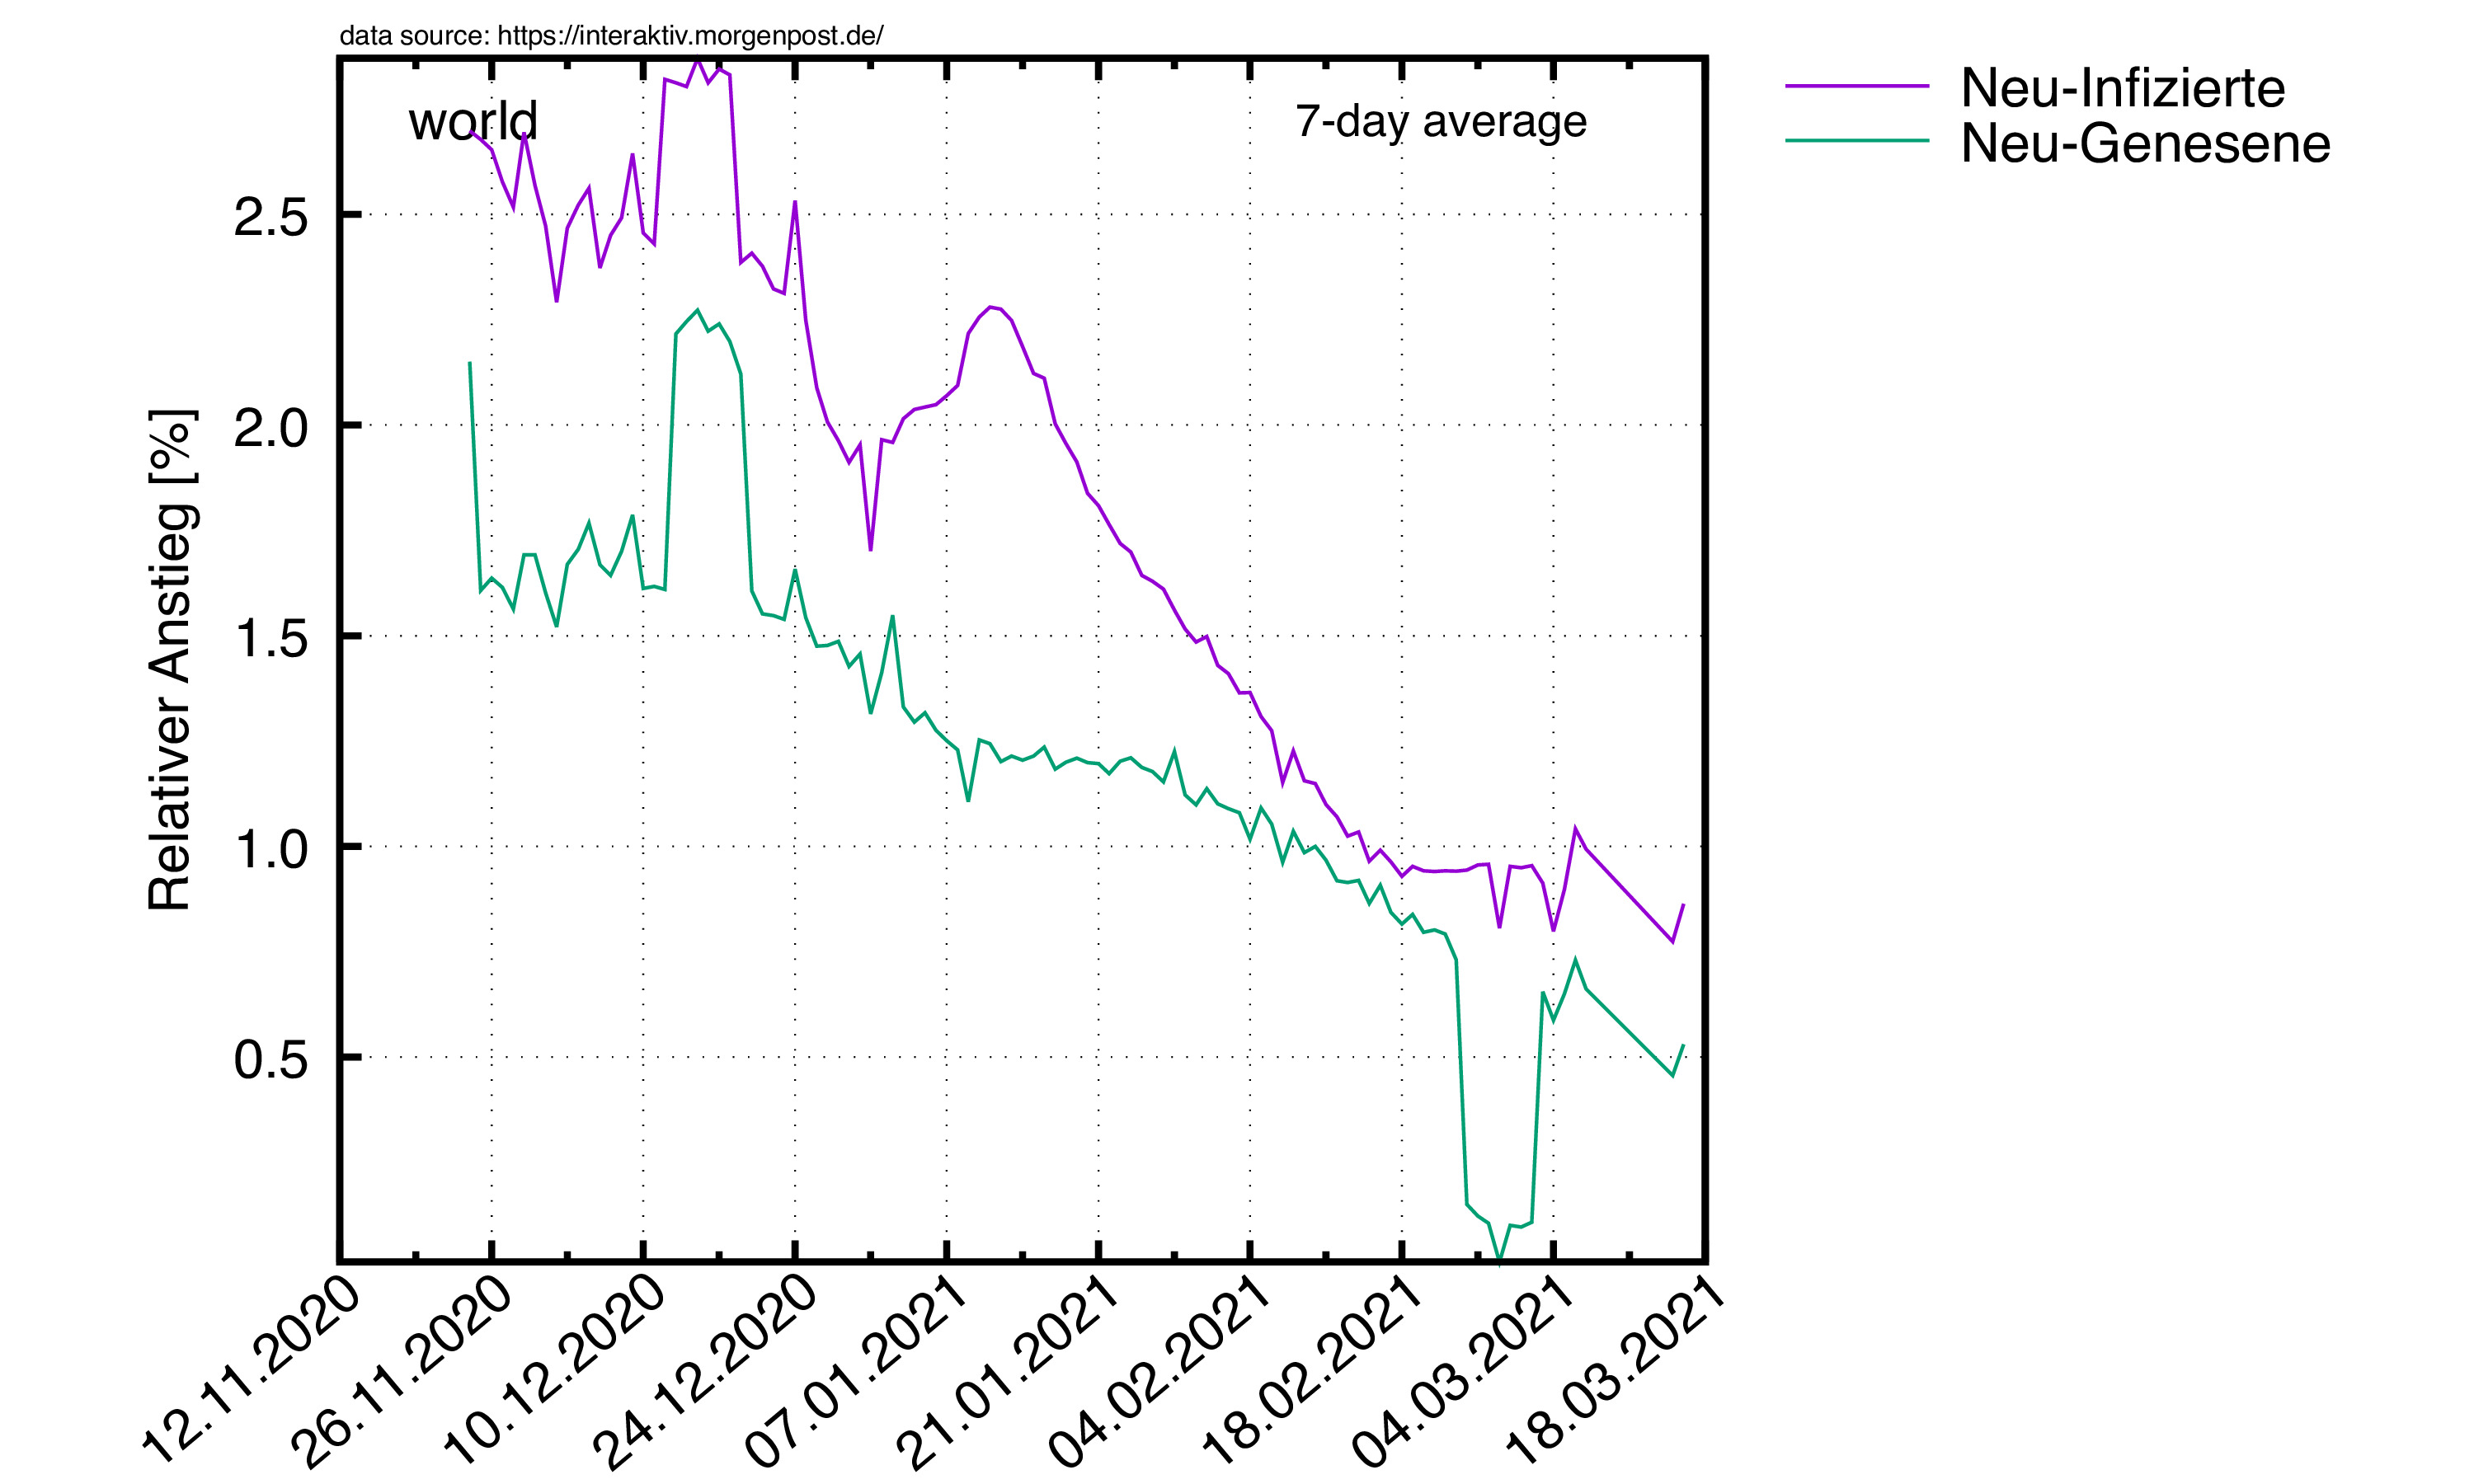 data source: https://interaktiv.morgenpost.de/
world
7-day average
Neu-Infizierte
Neu-Genesene
Relativer Anstieg [%]
2.5
2.0
1.5
1.0
0.5
12.11.2020
26.11.2020
10.12.2020
24.12.2020
07.01.2021
21.01.2021
04.02.2021
18.02.2021
04.03.2021
18.03.2021